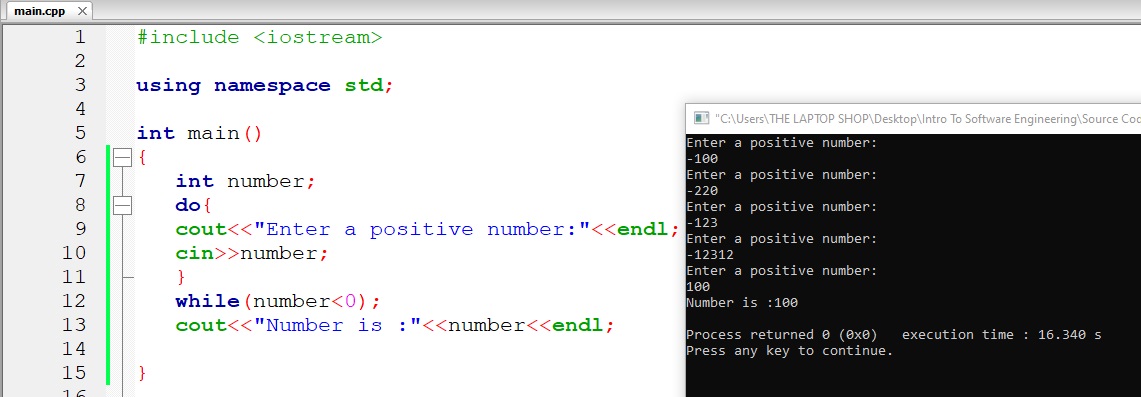 main.cpp
1 #include <iostream>
2
3 using namespace std;
4
5 int main()
6 {
7 int number;
8 do{
9 cout<<"Enter a positive number:"<<endl;
10 cin>>number;
11 }
12 while(number<0);
13 cout<<"Number is :"<<number<<endl;
14
15 }
16
"C:\Users\THE LAPTOP SHOP\Desktop\Intro To Software Engineering\Source Cod
Enter a positive number:
-100
Enter a positive number:
-220
Enter a positive number:
-123
Enter a positive number:
-12312
Enter a positive number:
100
Number is :100
Process returned 0 (0x0)   execution time : 16.340 s
Press any key to continue.